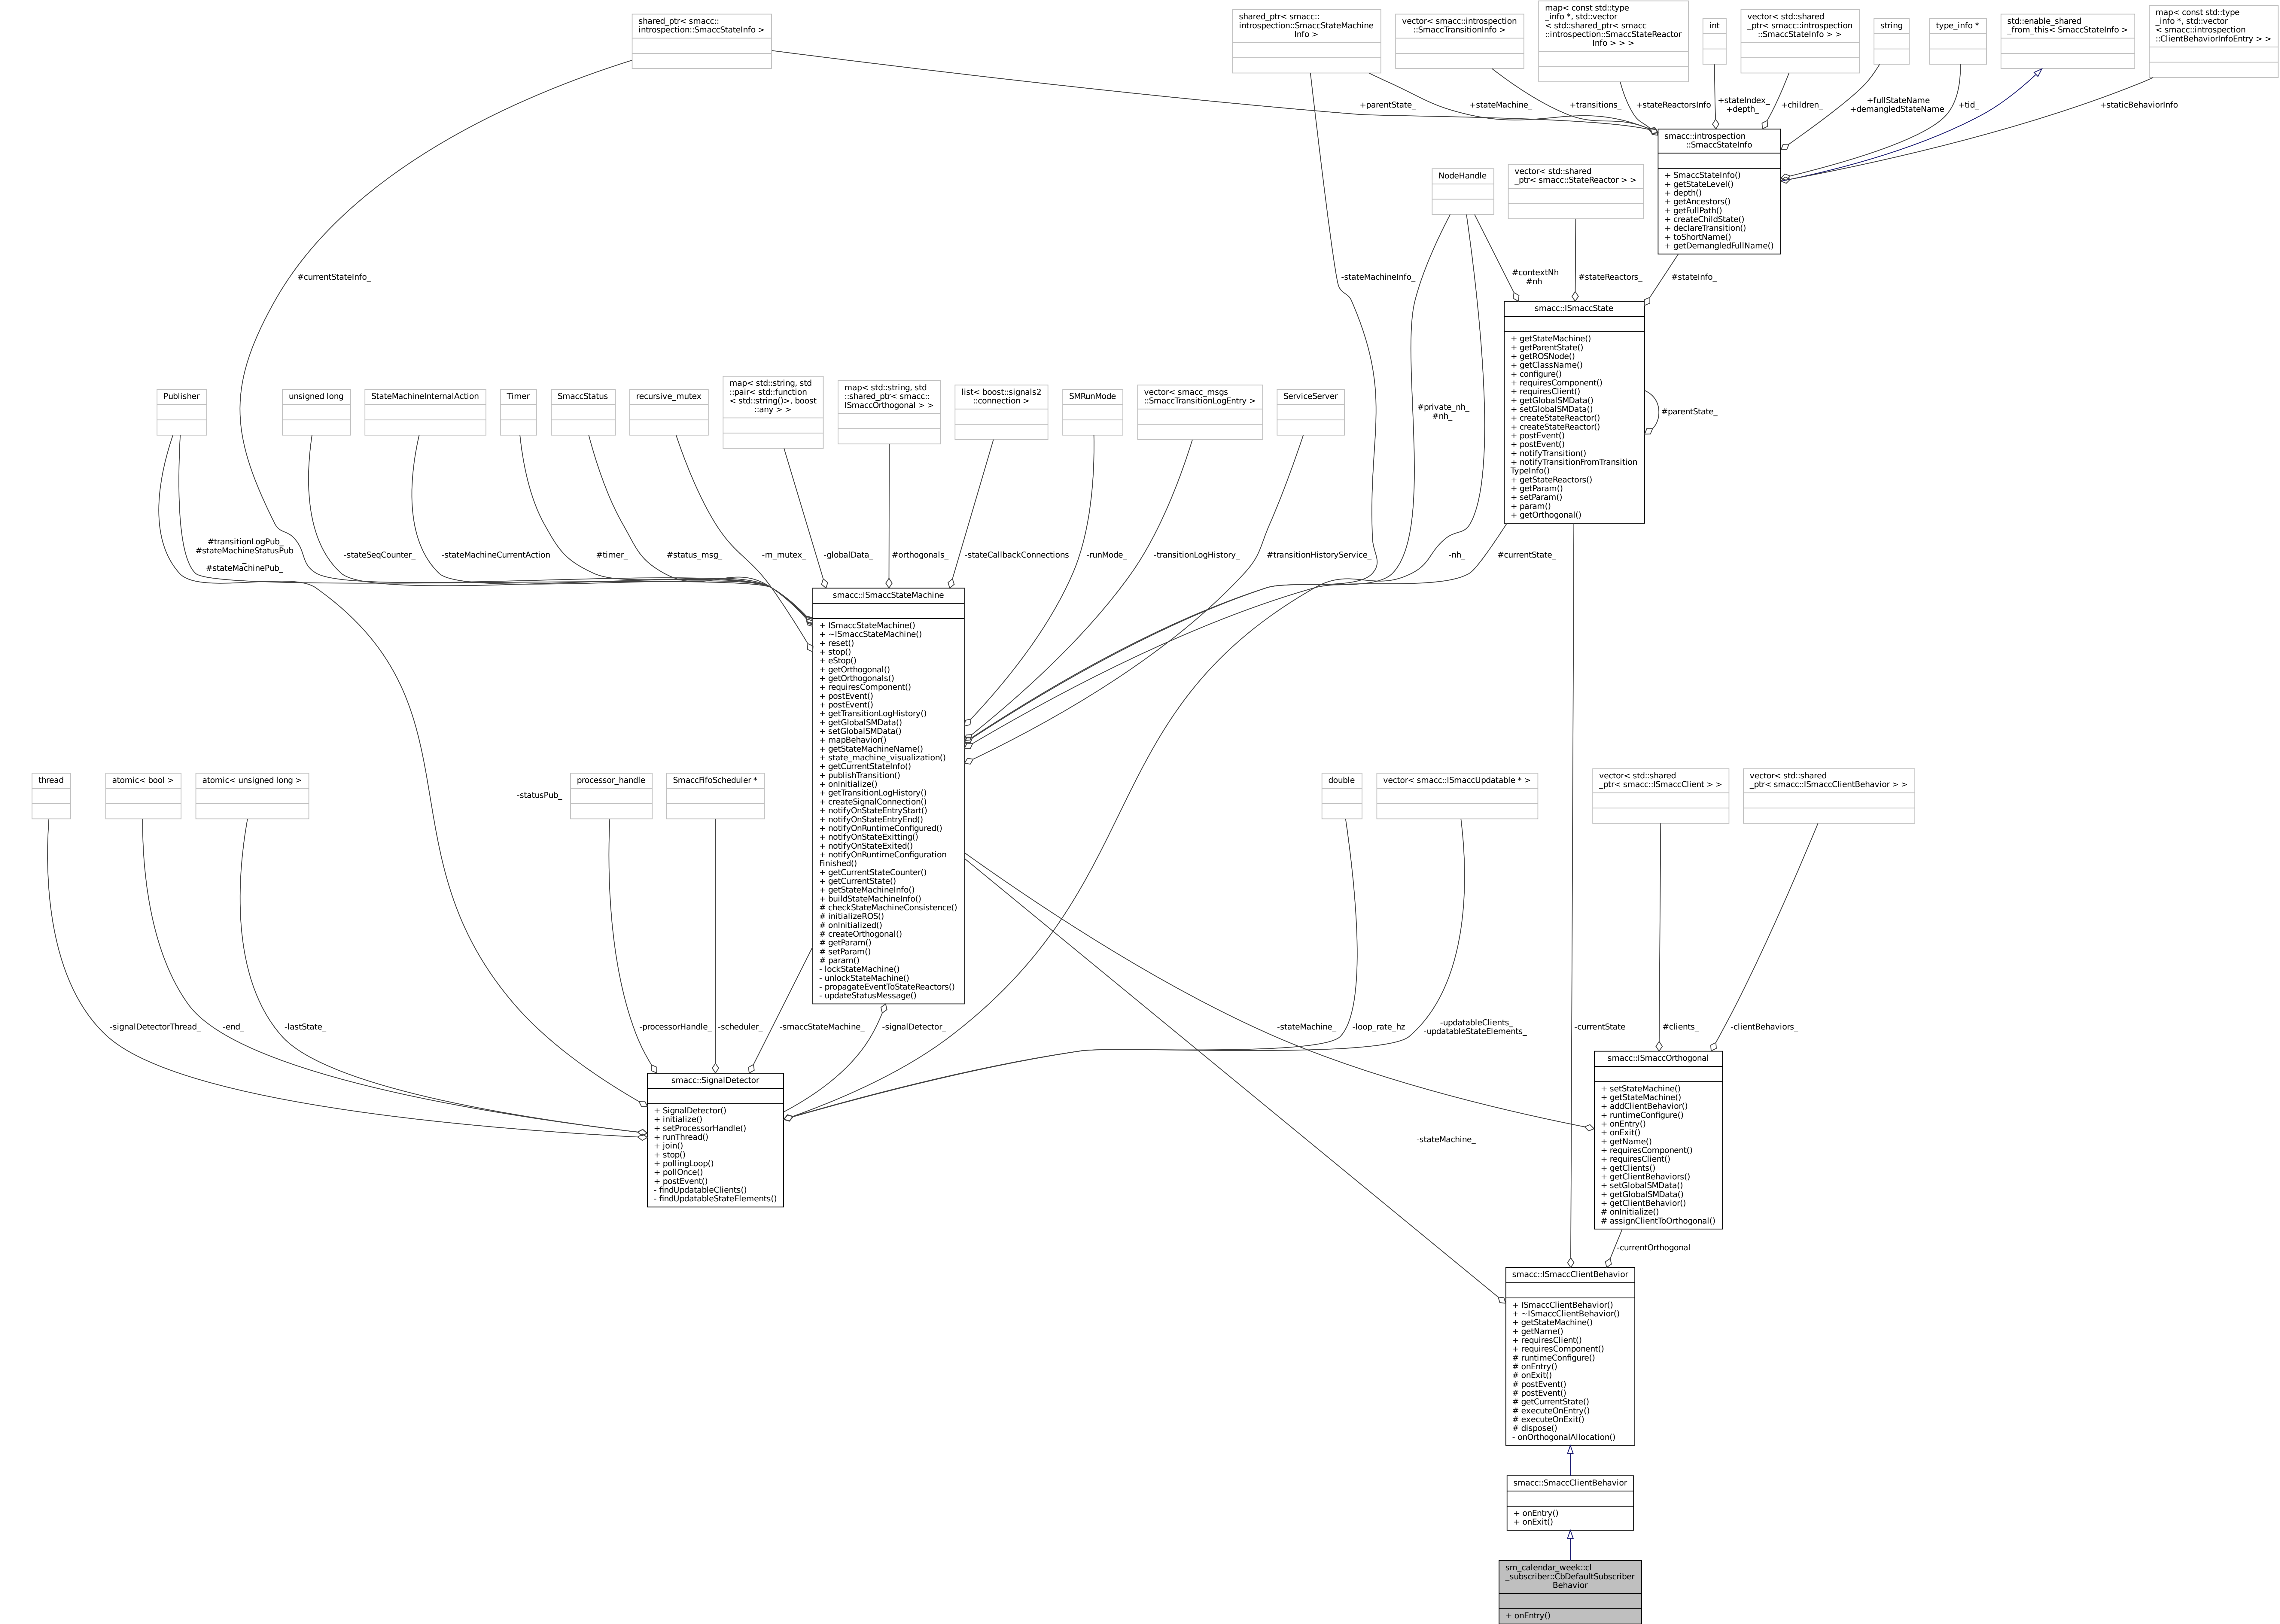 shared_ptr< smacc::
introspection::SmaccStateInfo >
shared_ptr< smacc::
introspection::SmaccStateMachine
Info >
vector< smacc::introspection
::SmaccTransitionInfo >
map< const std::type
_info *, std::vector
< std::shared_ptr< smacc
::introspection::SmaccStateReactor
Info > > >
int
vector< std::shared
_ptr< smacc::introspection
::SmaccStateInfo > >
string
type_info *
std::enable_shared
_from_this< SmaccStateInfo >
map< const std::type
_info *, std::vector
< smacc::introspection
::ClientBehaviorInfoEntry > >
+parentState_
+stateMachine_
+transitions_
+stateReactorsInfo
+stateIndex_
+depth_
+children_
+fullStateName
+demangledStateName
+tid_
+staticBehaviorInfo
smacc::introspection
::SmaccStateInfo
+ SmaccStateInfo()
+ getStateLevel()
+ depth()
+ getAncestors()
+ getFullPath()
+ createChildState()
+ declareTransition()
+ toShortName()
+ getDemangledFullName()
NodeHandle
vector< std::shared
_ptr< smacc::StateReactor > >
#currentStateInfo_
-stateMachineInfo_
#contextNh
#nh
#stateReactors_
#stateInfo_
smacc::ISmaccState
+ getStateMachine()
+ getParentState()
+ getROSNode()
+ getClassName()
+ configure()
+ requiresComponent()
+ requiresClient()
+ getGlobalSMData()
+ setGlobalSMData()
+ createStateReactor()
+ createStateReactor()
+ postEvent()
+ postEvent()
+ notifyTransition()
+ notifyTransitionFromTransition
TypeInfo()
+ getStateReactors()
+ getParam()
+ setParam()
+ param()
+ getOrthogonal()
#parentState_
#private_nh_
#nh_
Publisher
unsigned long
StateMachineInternalAction
Timer
SmaccStatus
recursive_mutex
map< std::string, std
::pair< std::function
< std::string()>, boost
::any > >
map< std::string, std
::shared_ptr< smacc::
ISmaccOrthogonal > >
list< boost::signals2
::connection >
SMRunMode
vector< smacc_msgs
::SmaccTransitionLogEntry >
ServiceServer
#transitionLogPub_
#stateMachineStatusPub
_
#stateMachinePub_
-stateSeqCounter_
-stateMachineCurrentAction
#timer_
#status_msg_
-m_mutex_
-globalData_
#orthogonals_
-stateCallbackConnections
-runMode_
-transitionLogHistory_
#transitionHistoryService_
-nh_
#currentState_
smacc::ISmaccStateMachine
+ ISmaccStateMachine()
+ ~ISmaccStateMachine()
+ reset()
+ stop()
+ eStop()
+ getOrthogonal()
+ getOrthogonals()
+ requiresComponent()
+ postEvent()
+ postEvent()
+ getTransitionLogHistory()
+ getGlobalSMData()
+ setGlobalSMData()
+ mapBehavior()
+ getStateMachineName()
+ state_machine_visualization()
+ getCurrentStateInfo()
+ publishTransition()
+ onInitialize()
+ getTransitionLogHistory()
+ createSignalConnection()
+ notifyOnStateEntryStart()
+ notifyOnStateEntryEnd()
+ notifyOnRuntimeConfigured()
+ notifyOnStateExitting()
+ notifyOnStateExited()
+ notifyOnRuntimeConfiguration
Finished()
+ getCurrentStateCounter()
+ getCurrentState()
+ getStateMachineInfo()
+ buildStateMachineInfo()
# checkStateMachineConsistence()
# initializeROS()
# onInitialized()
# createOrthogonal()
# getParam()
# setParam()
# param()
- lockStateMachine()
- unlockStateMachine()
- propagateEventToStateReactors()
- updateStatusMessage()
thread
atomic< bool >
atomic< unsigned long >
-statusPub_
processor_handle
SmaccFifoScheduler *
double
vector< smacc::ISmaccUpdatable * >
vector< std::shared
_ptr< smacc::ISmaccClient > >
vector< std::shared
_ptr< smacc::ISmaccClientBehavior > >
-signalDetectorThread_
-end_
-lastState_
-processorHandle_
-scheduler_
-smaccStateMachine_
-signalDetector_
-stateMachine_
-loop_rate_hz
-updatableClients_
-updatableStateElements_
-currentState
#clients_
-clientBehaviors_
smacc::SignalDetector
+ SignalDetector()
+ initialize()
+ setProcessorHandle()
+ runThread()
+ join()
+ stop()
+ pollingLoop()
+ pollOnce()
+ postEvent()
- findUpdatableClients()
- findUpdatableStateElements()
smacc::ISmaccOrthogonal
+ setStateMachine()
+ getStateMachine()
+ addClientBehavior()
+ runtimeConfigure()
+ onEntry()
+ onExit()
+ getName()
+ requiresComponent()
+ requiresClient()
+ getClients()
+ getClientBehaviors()
+ setGlobalSMData()
+ getGlobalSMData()
+ getClientBehavior()
# onInitialize()
# assignClientToOrthogonal()
-stateMachine_
-currentOrthogonal
smacc::ISmaccClientBehavior
+ ISmaccClientBehavior()
+ ~ISmaccClientBehavior()
+ getStateMachine()
+ getName()
+ requiresClient()
+ requiresComponent()
# runtimeConfigure()
# onEntry()
# onExit()
# postEvent()
# postEvent()
# getCurrentState()
# executeOnEntry()
# executeOnExit()
# dispose()
- onOrthogonalAllocation()
smacc::SmaccClientBehavior
+ onEntry()
+ onExit()
sm_calendar_week::cl
_subscriber::CbDefaultSubscriber
Behavior
+ onEntry()